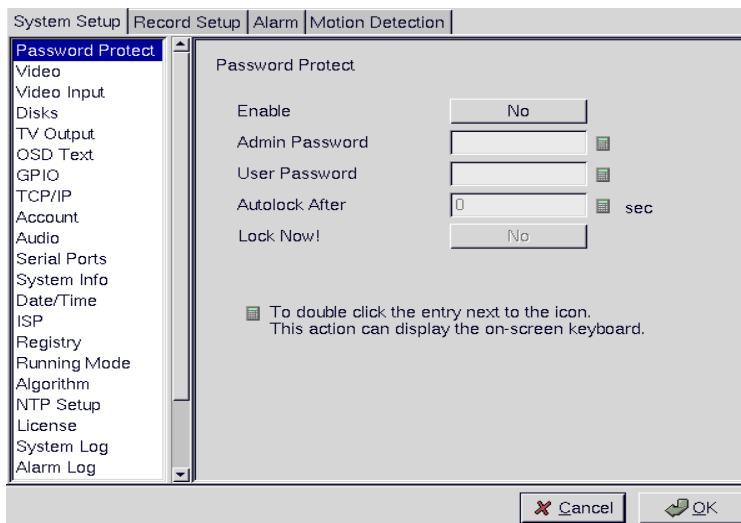 System Setup Record Setup Alarm Motion Detection
Password Protect
Video
Video Input
Disks
TV Output
OSD Text
GPIO
TCP/IP
Account
Audio
Serial Ports
System Info
Date/Time
ISP
Registry
Running Mode
Algorithm
NTP Setup
License
System Log
Alarm Log
Password Protect
Enable No
Admin Password
User Password
Autolock After 0 sec
Lock Now! No
To double click the entry next to the icon.
This action can display the on-screen keyboard.
Cancel OK